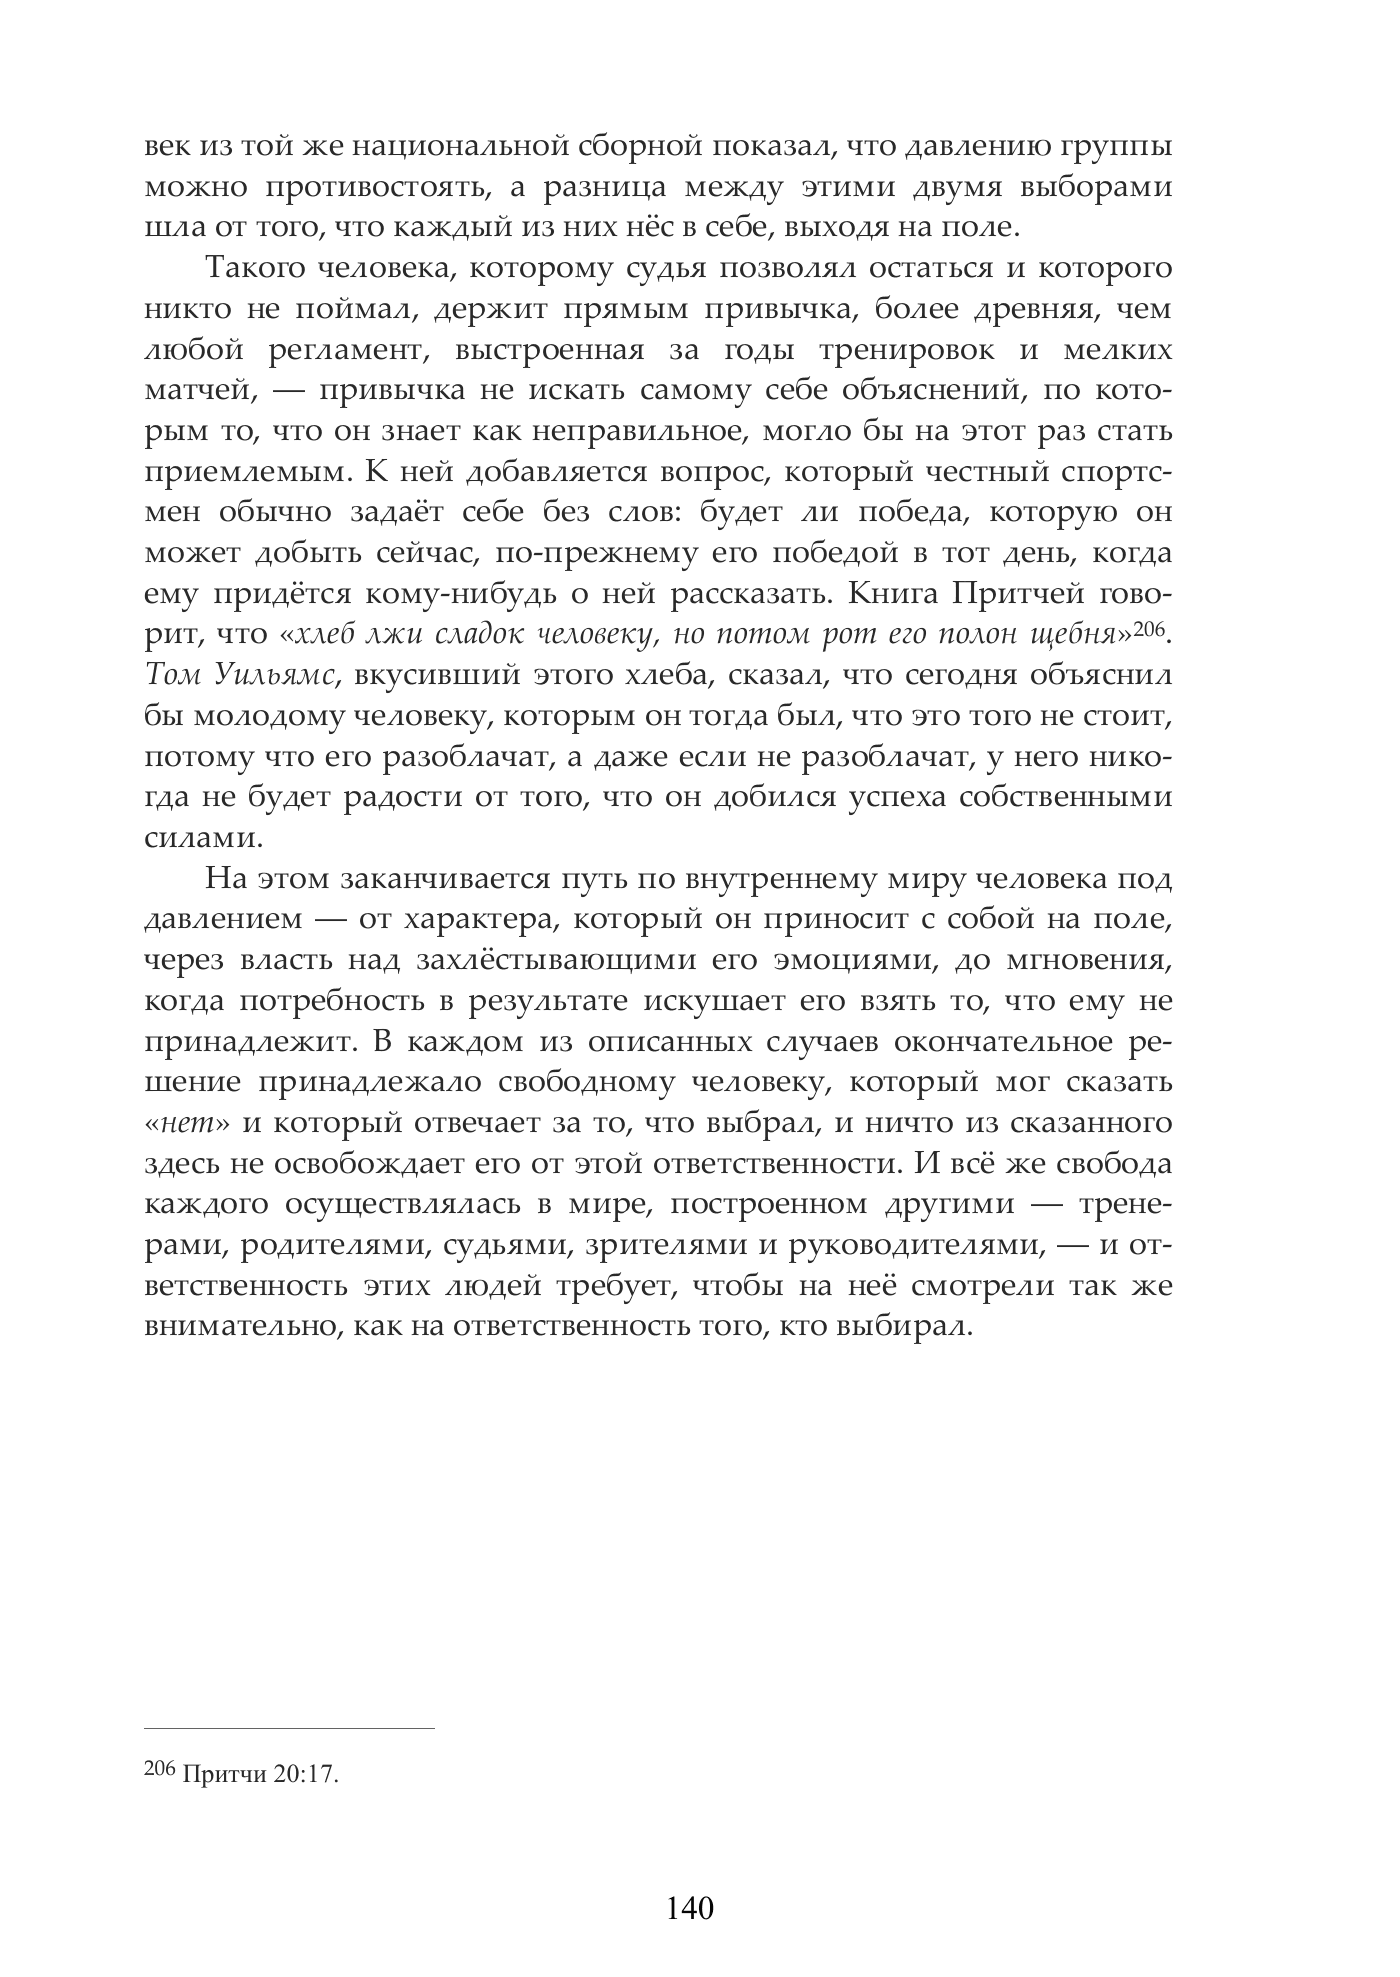 век из той же национальной сборной показал, что давлению группы
можно противостоять, а разница между этими двумя выборами
шла от того, что каждый из них нёс в себе, выходя на поле.
Такого человека, которому судья позволял остаться и которого
никто не поймал, держит прямым привычка, более древняя, чем
любой регламент, выстроенная за годы тренировок и мелких
матчей, — привычка не искать самому себе объяснений, по кото-
рым то, что он знает как неправильное, могло бы на этот раз стать
приемлемым. К ней добавляется вопрос, который честный спортс-
мен обычно задаёт себе без слов: будет ли победа, которую он
может добыть сейчас, по-прежнему его победой в тот день, когда
ему придётся кому-нибудь о ней рассказать. Книга Притчей гово-
рит, что «хлеб лжи сладок человеку, но потом рот его полон щебня»206.
Том Уильямс, вкусивший этого хлеба, сказал, что сегодня объяснил
бы молодому человеку, которым он тогда был, что это того не стоит,
потому что его разоблачат, а даже если не разоблачат, у него нико-
гда не будет радости от того, что он добился успеха собственными
силами.
На этом заканчивается путь по внутреннему миру человека под
давлением — от характера, который он приносит с собой на поле,
через власть над захлёстывающими его эмоциями, до мгновения,
когда потребность в результате искушает его взять то, что ему не
принадлежит. В каждом из описанных случаев окончательное ре-
шение принадлежало свободному человеку, который мог сказать
«нет» и который отвечает за то, что выбрал, и ничто из сказанного
здесь не освобождает его от этой ответственности. И всё же свобода
каждого осуществлялась в мире, построенном другими — трене-
рами, родителями, судьями, зрителями и руководителями, — и от-
ветственность этих людей требует, чтобы на неё смотрели так же
внимательно, как на ответственность того, кто выбирал.
206 Притчи 20:17.
140